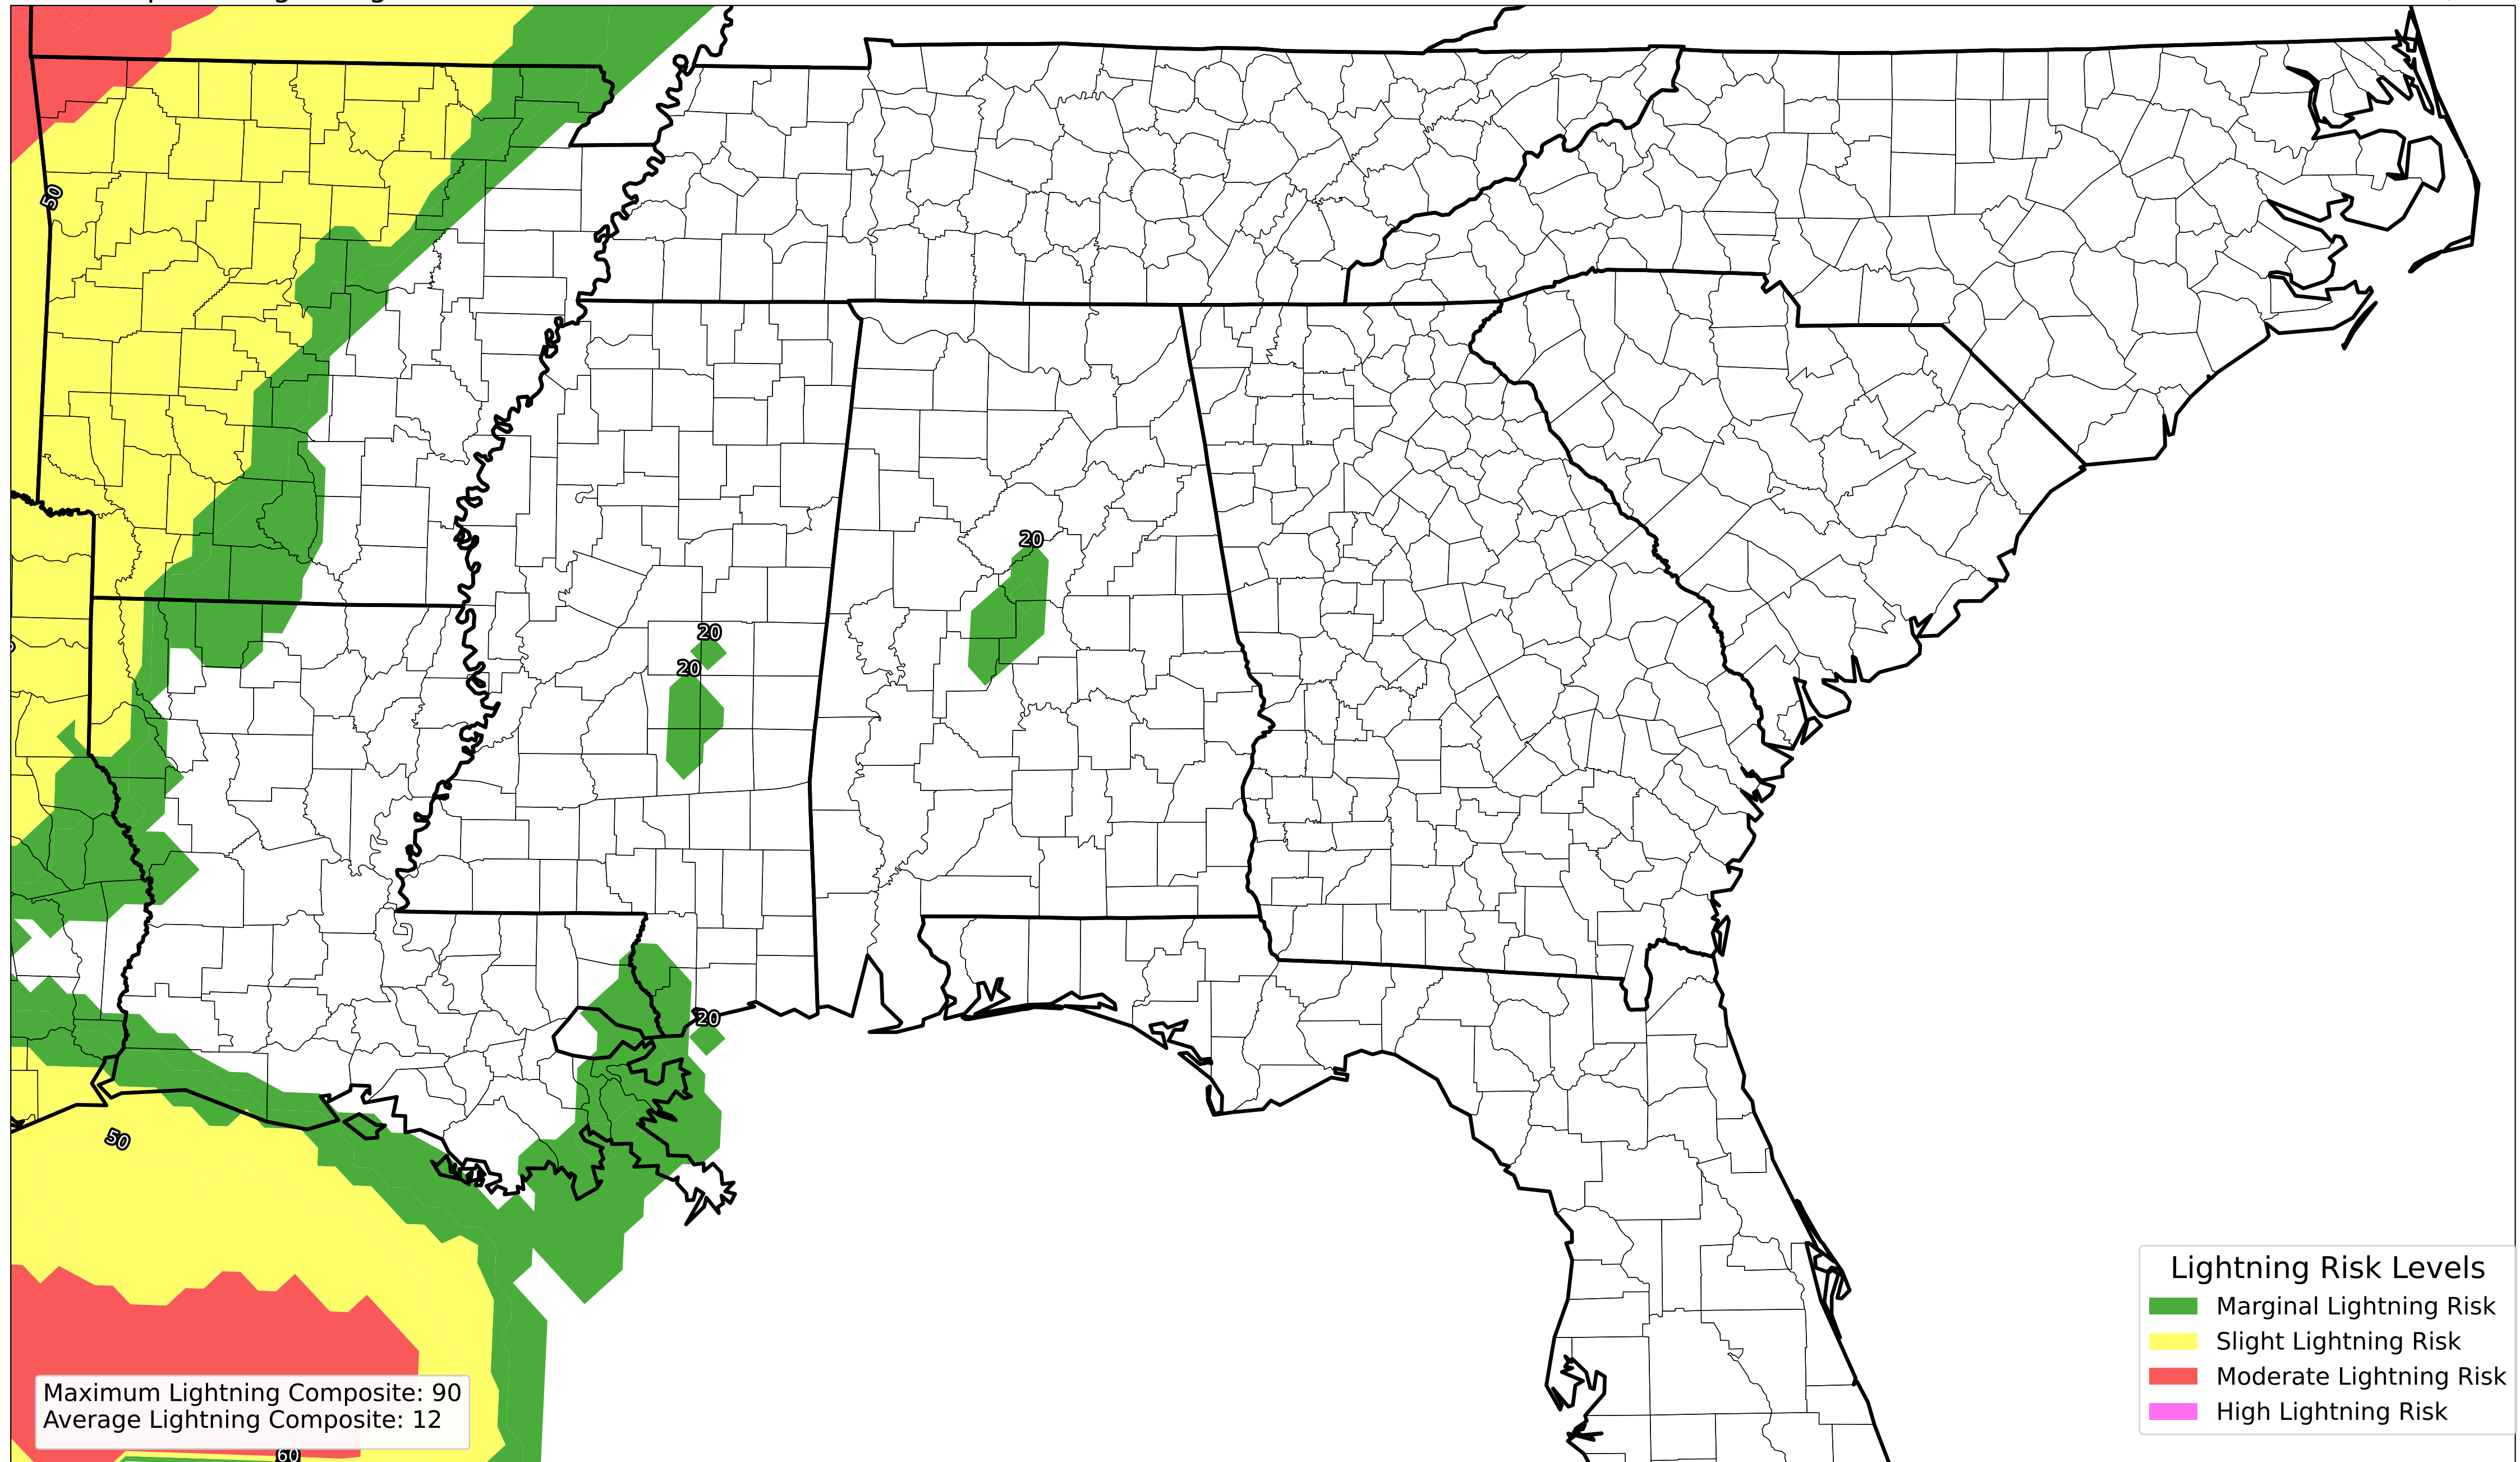 50
20
20
20
20
50
Lightning Risk Levels
Marginal Lightning Risk
Slight Lightning Risk
Moderate Lightning Risk
High Lightning Risk
Maximum Lightning Composite: 90
Average Lightning Composite: 12
60